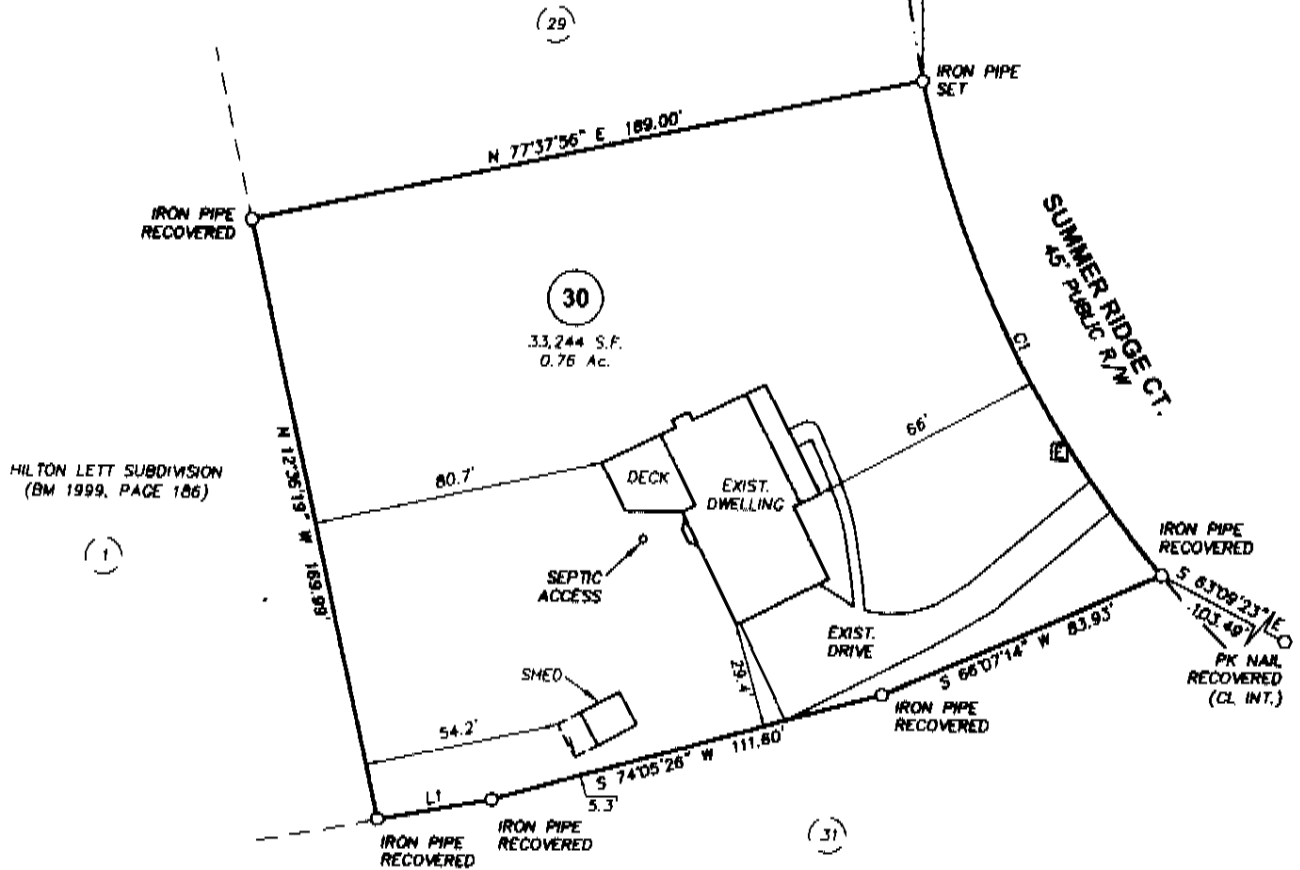 29
IRON PIPE
SET
N 77°37'56" E 189.00'
IRON PIPE
RECOVERED
SUMMER RIDGE CT.
45' PUBLIC R/W
30
33,244 S.F.
0.76 Ac.
C1
66'
HILTON LETT SUBDIVISION
(BM 1999, PAGE 186)
N 12°36'19" W 169.99'
80.7'
DECK
EXIST.
DWELLING
E
1
IRON PIPE
RECOVERED
SEPTIC
ACCESS
S 63°09'23" E
103.49'
EXIST.
DRIVE
S 66°07'14" W 83.93'
PK NAIL
RECOVERED
(CL INT.)
SHED
29.4'
IRON PIPE
RECOVERED
54.2'
S 74°05'26" W 111.60'
5.3'
L1
IRON PIPE
RECOVERED
IRON PIPE
RECOVERED
31